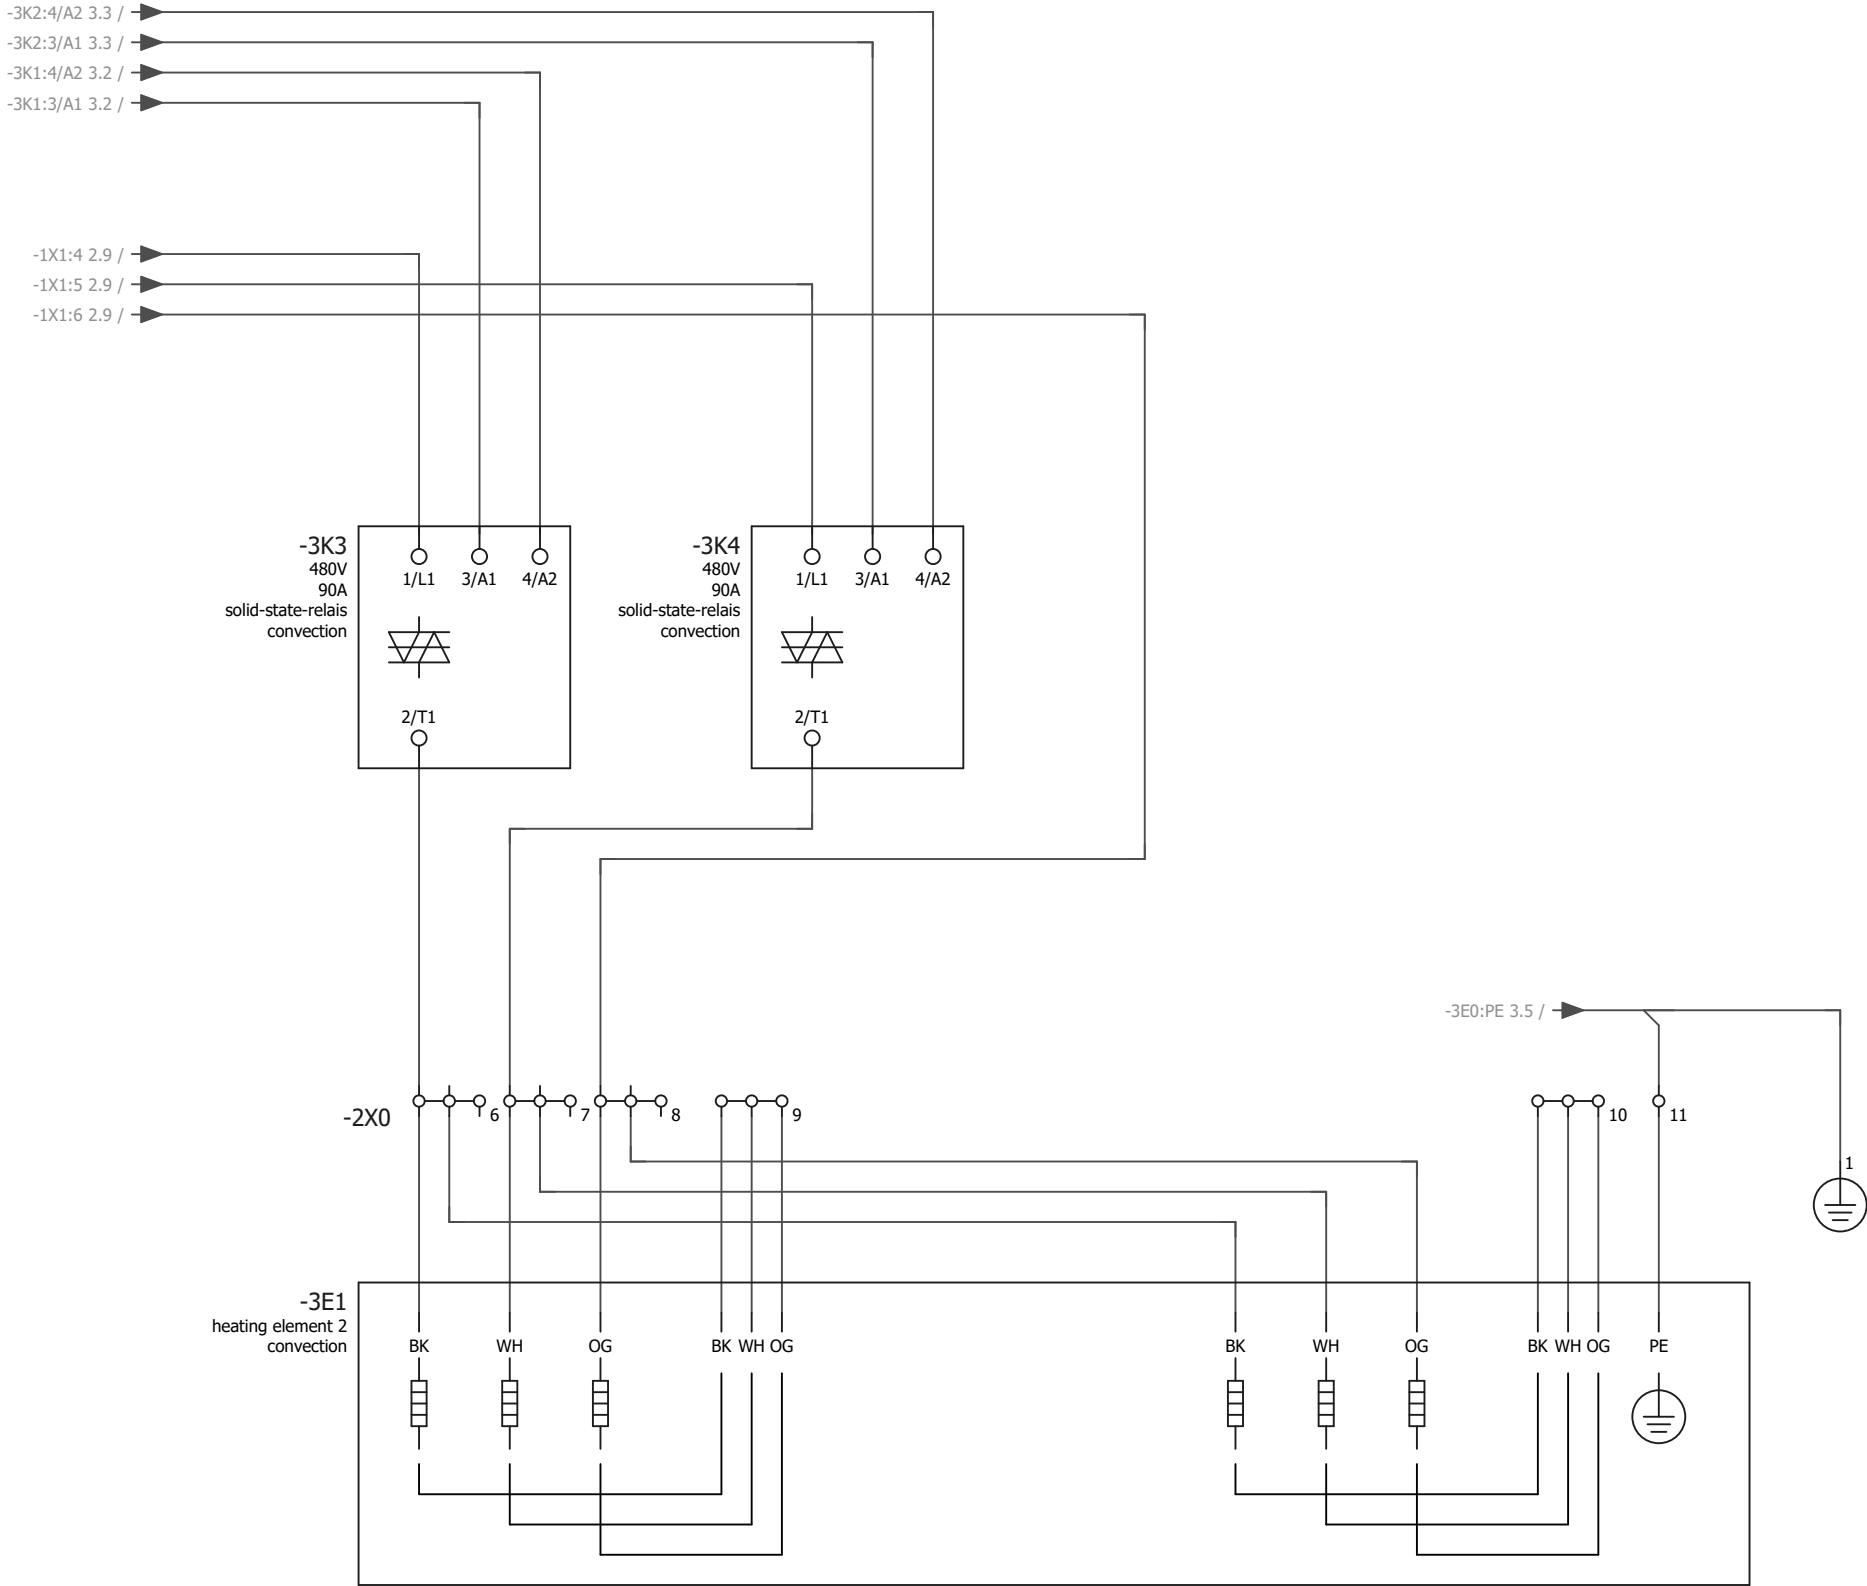 -3K2:4/A2 3.3 /
-3K2:3/A1 3.3 /
-3K1:4/A2 3.2 /
-3K1:3/A1 3.2 /
-1X1:4 2.9 /
-1X1:5 2.9 /
-1X1:6 2.9 /
-3K3
480V
90A
solid-state-relais
convection
1/L1 3/A1 4/A2
2/T1
-3K4
480V
90A
solid-state-relais
convection
1/L1 3/A1 4/A2
2/T1
-3E0:PE 3.5 /
-2X0
6 7 8 9 10 11
1
-3E1
heating element 2
convection
BK WH OG BK WH OG BK WH OG BK WH OG PE